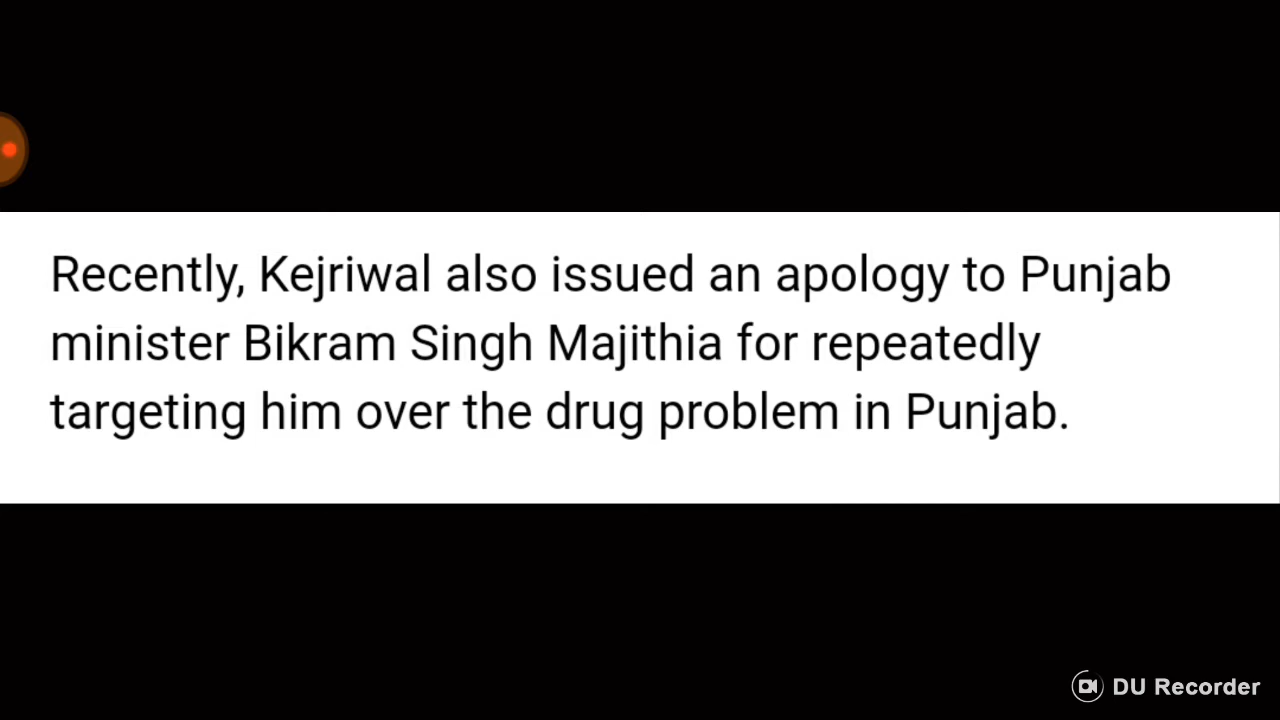 Recently, Kejriwal also issued an apology to Punjab
minister Bikram Singh Majithia for repeatedly
targeting him over the drug problem in Punjab.
DU Recorder